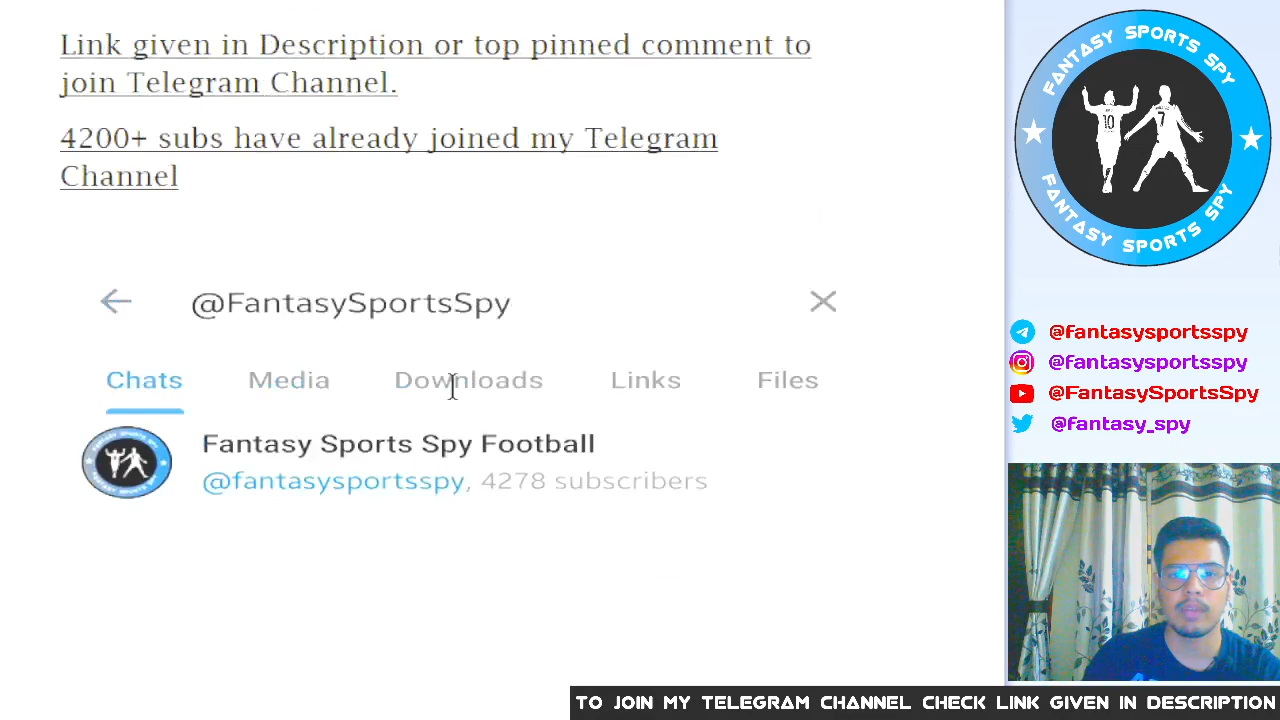 Link given in Description or top pinned comment to
join Telegram Channel.
4200+ subs have already joined my Telegram
Channel
@FantasySportsSpy
Chats Media Downloads Links Files
Fantasy Sports Spy Football
@fantasysportsspy, 4278 subscribers
FANTASY SPORTS SPY
10 7
FANTASY SPORTS SPY
@fantasysportsspy
@fantasysportsspy
@FantasySportsSpy
@fantasy_spy
TO JOIN MY TELEGRAM CHANNEL CHECK LINK GIVEN IN DESCRIPTION